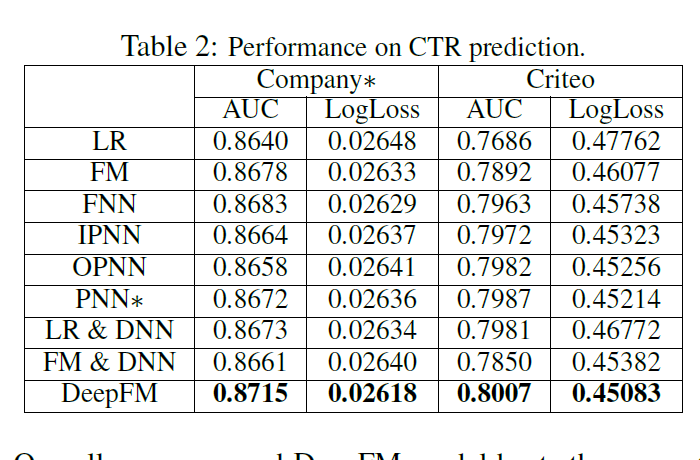 Table 2: Performance on CTR prediction.
Company∗ Criteo
AUC LogLoss AUC LogLoss
LR 0.8640 0.02648 0.7686 0.47762
FM 0.8678 0.02633 0.7892 0.46077
FNN 0.8683 0.02629 0.7963 0.45738
IPNN 0.8664 0.02637 0.7972 0.45323
OPNN 0.8658 0.02641 0.7982 0.45256
PNN∗ 0.8672 0.02636 0.7987 0.45214
LR & DNN 0.8673 0.02634 0.7981 0.46772
FM & DNN 0.8661 0.02640 0.7850 0.45382
DeepFM 0.8715 0.02618 0.8007 0.45083